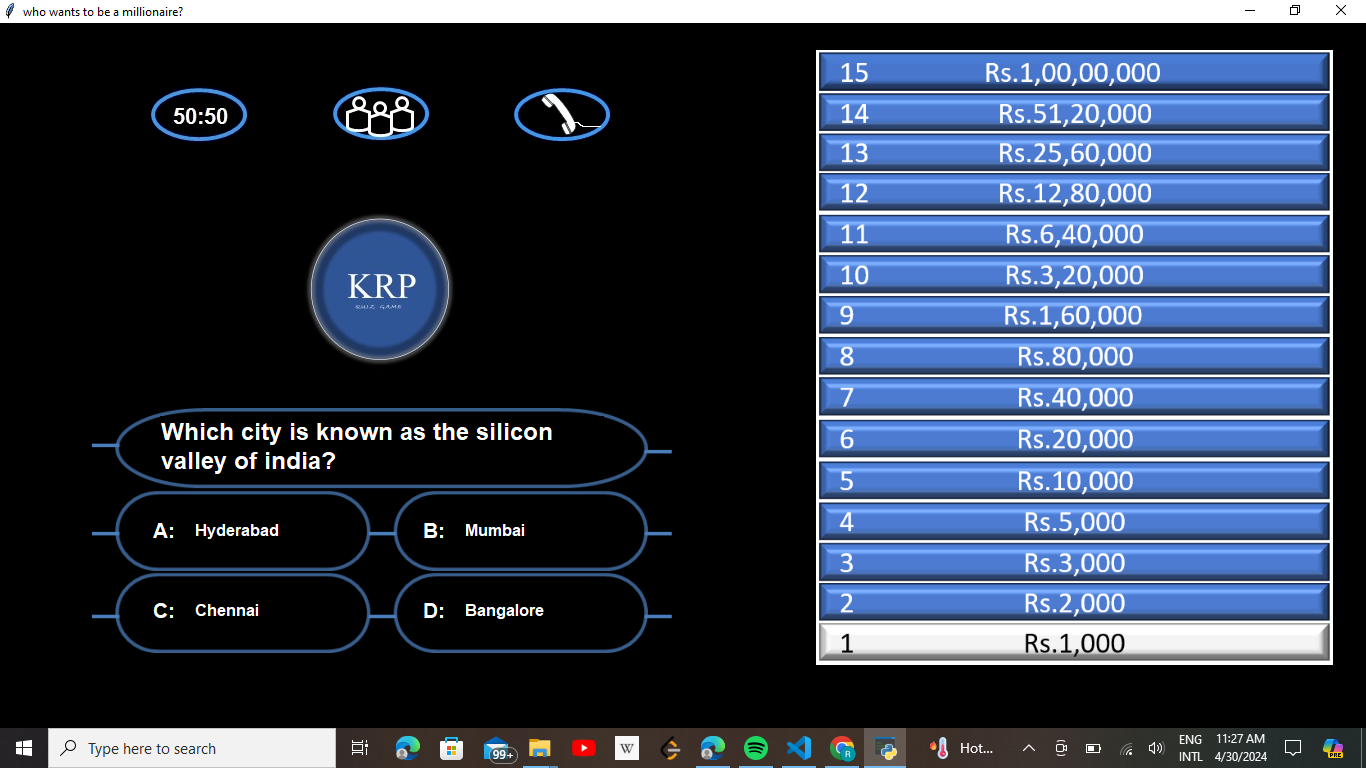 who wants to be a millionaire?
50:50
KRP
QUIZ GAME
Which city is known as the silicon
valley of india?
A: Hyderabad
B: Mumbai
C: Chennai
D: Bangalore
15 Rs.1,00,00,000
14 Rs.51,20,000
13 Rs.25,60,000
12 Rs.12,80,000
11 Rs.6,40,000
10 Rs.3,20,000
9 Rs.1,60,000
8 Rs.80,000
7 Rs.40,000
6 Rs.20,000
5 Rs.10,000
4 Rs.5,000
3 Rs.3,000
2 Rs.2,000
1 Rs.1,000
Type here to search
99+
W
R
Hot...
ENG
INTL
11:27 AM
4/30/2024
PRE